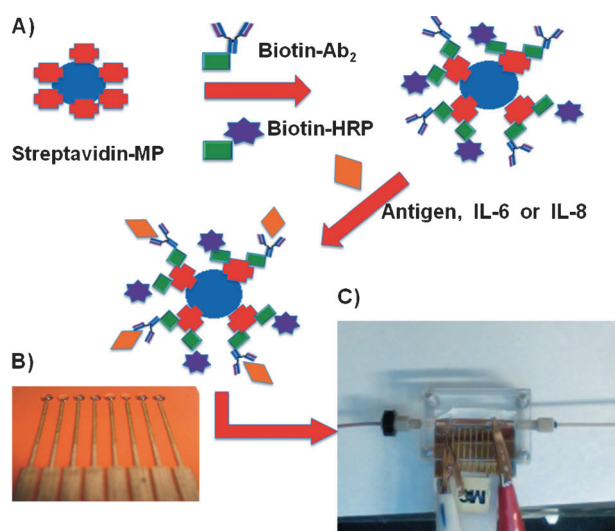 A)
Biotin-Ab2
Biotin-HRP
Streptavidin-MP
Antigen, IL-6 or IL-8
C)
B)